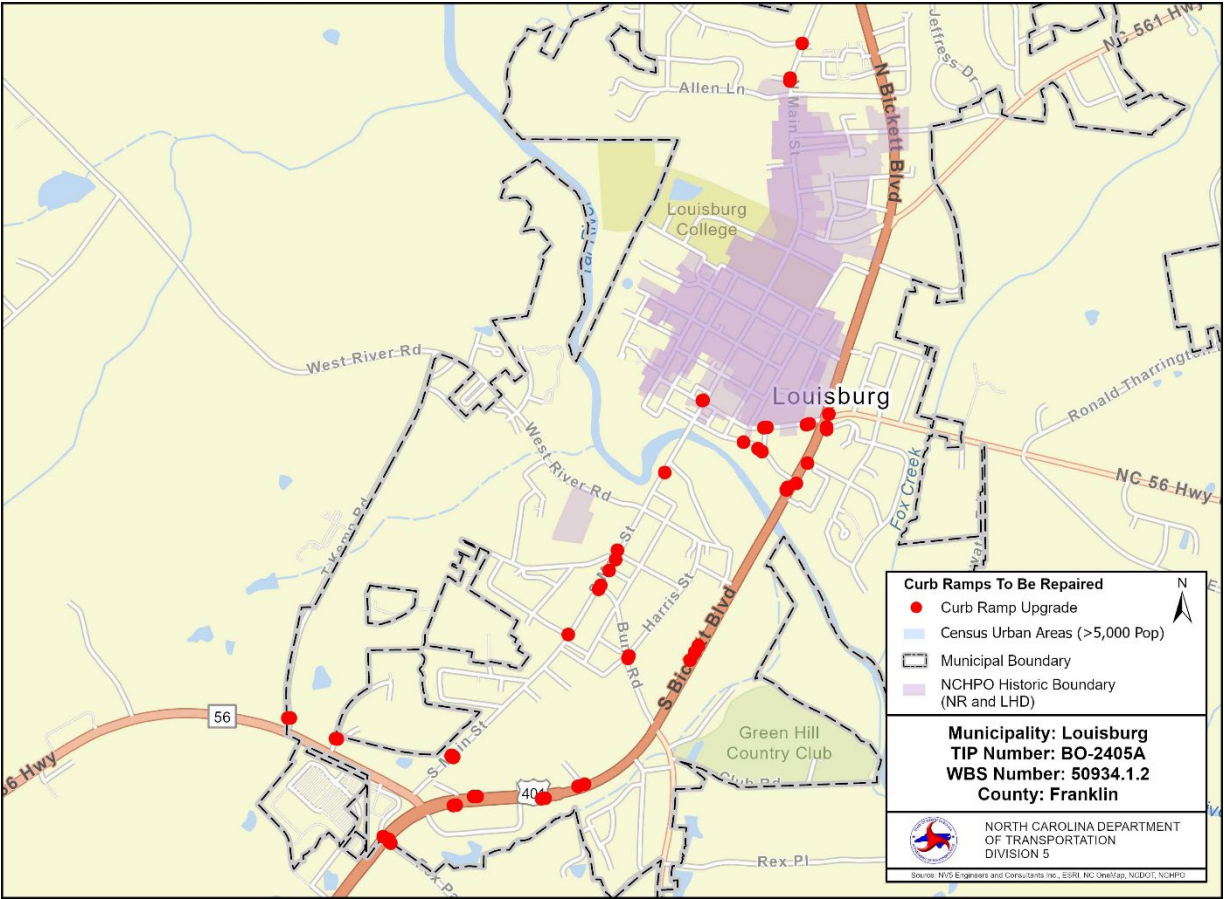 NC 561 Hwy
Jeffress Dr
N Bickett Blvd
Allen Ln
N Main St
Louisburg
College
Tar River
West River Rd
Louisburg
Ronald Tharrington
West River Rd
NC 56 Hwy
Fox Creek
T Kemp Rd
St
Harris St
Rd
S Bickett Blvd
56
56 Hwy
S Main St
Green Hill
Country Club
Club Rd
401
Rex Pl
Curb Ramps To Be Repaired
N
Curb Ramp Upgrade
Census Urban Areas (>5,000 Pop)
Municipal Boundary
NCHPO Historic Boundary
(NR and LHD)
Municipality: Louisburg
TIP Number: BO-2405A
WBS Number: 50934.1.2
County: Franklin
NORTH CAROLINA DEPARTMENT
OF TRANSPORTATION
DIVISION 5
Source: NV5 Engineers and Consultants Inc., ESRI, NC OneMap, NCDOT, NCHPO